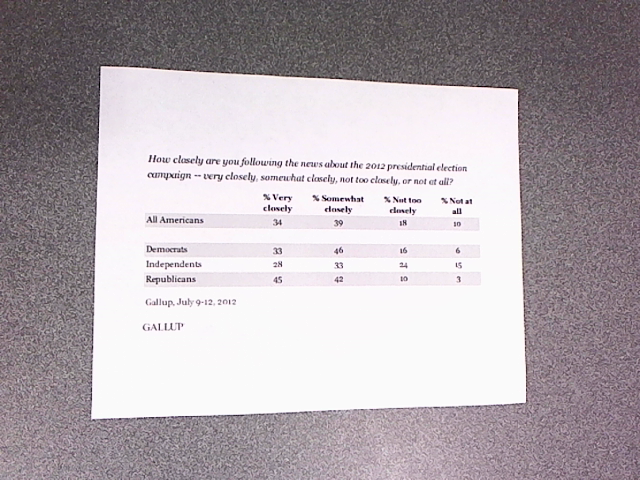 How closely are you following the news about the 2012 presidential election
campaign -- very closely, somewhat closely, not too closely, or not at all?
% Very closely % Somewhat closely % Not too closely % Not at all
All Americans 34 39 18 10
Democrats 33 46 16 6
Independents 28 33 24 15
Republicans 45 42 10 3
Gallup, July 9-12, 2012
GALLUP'